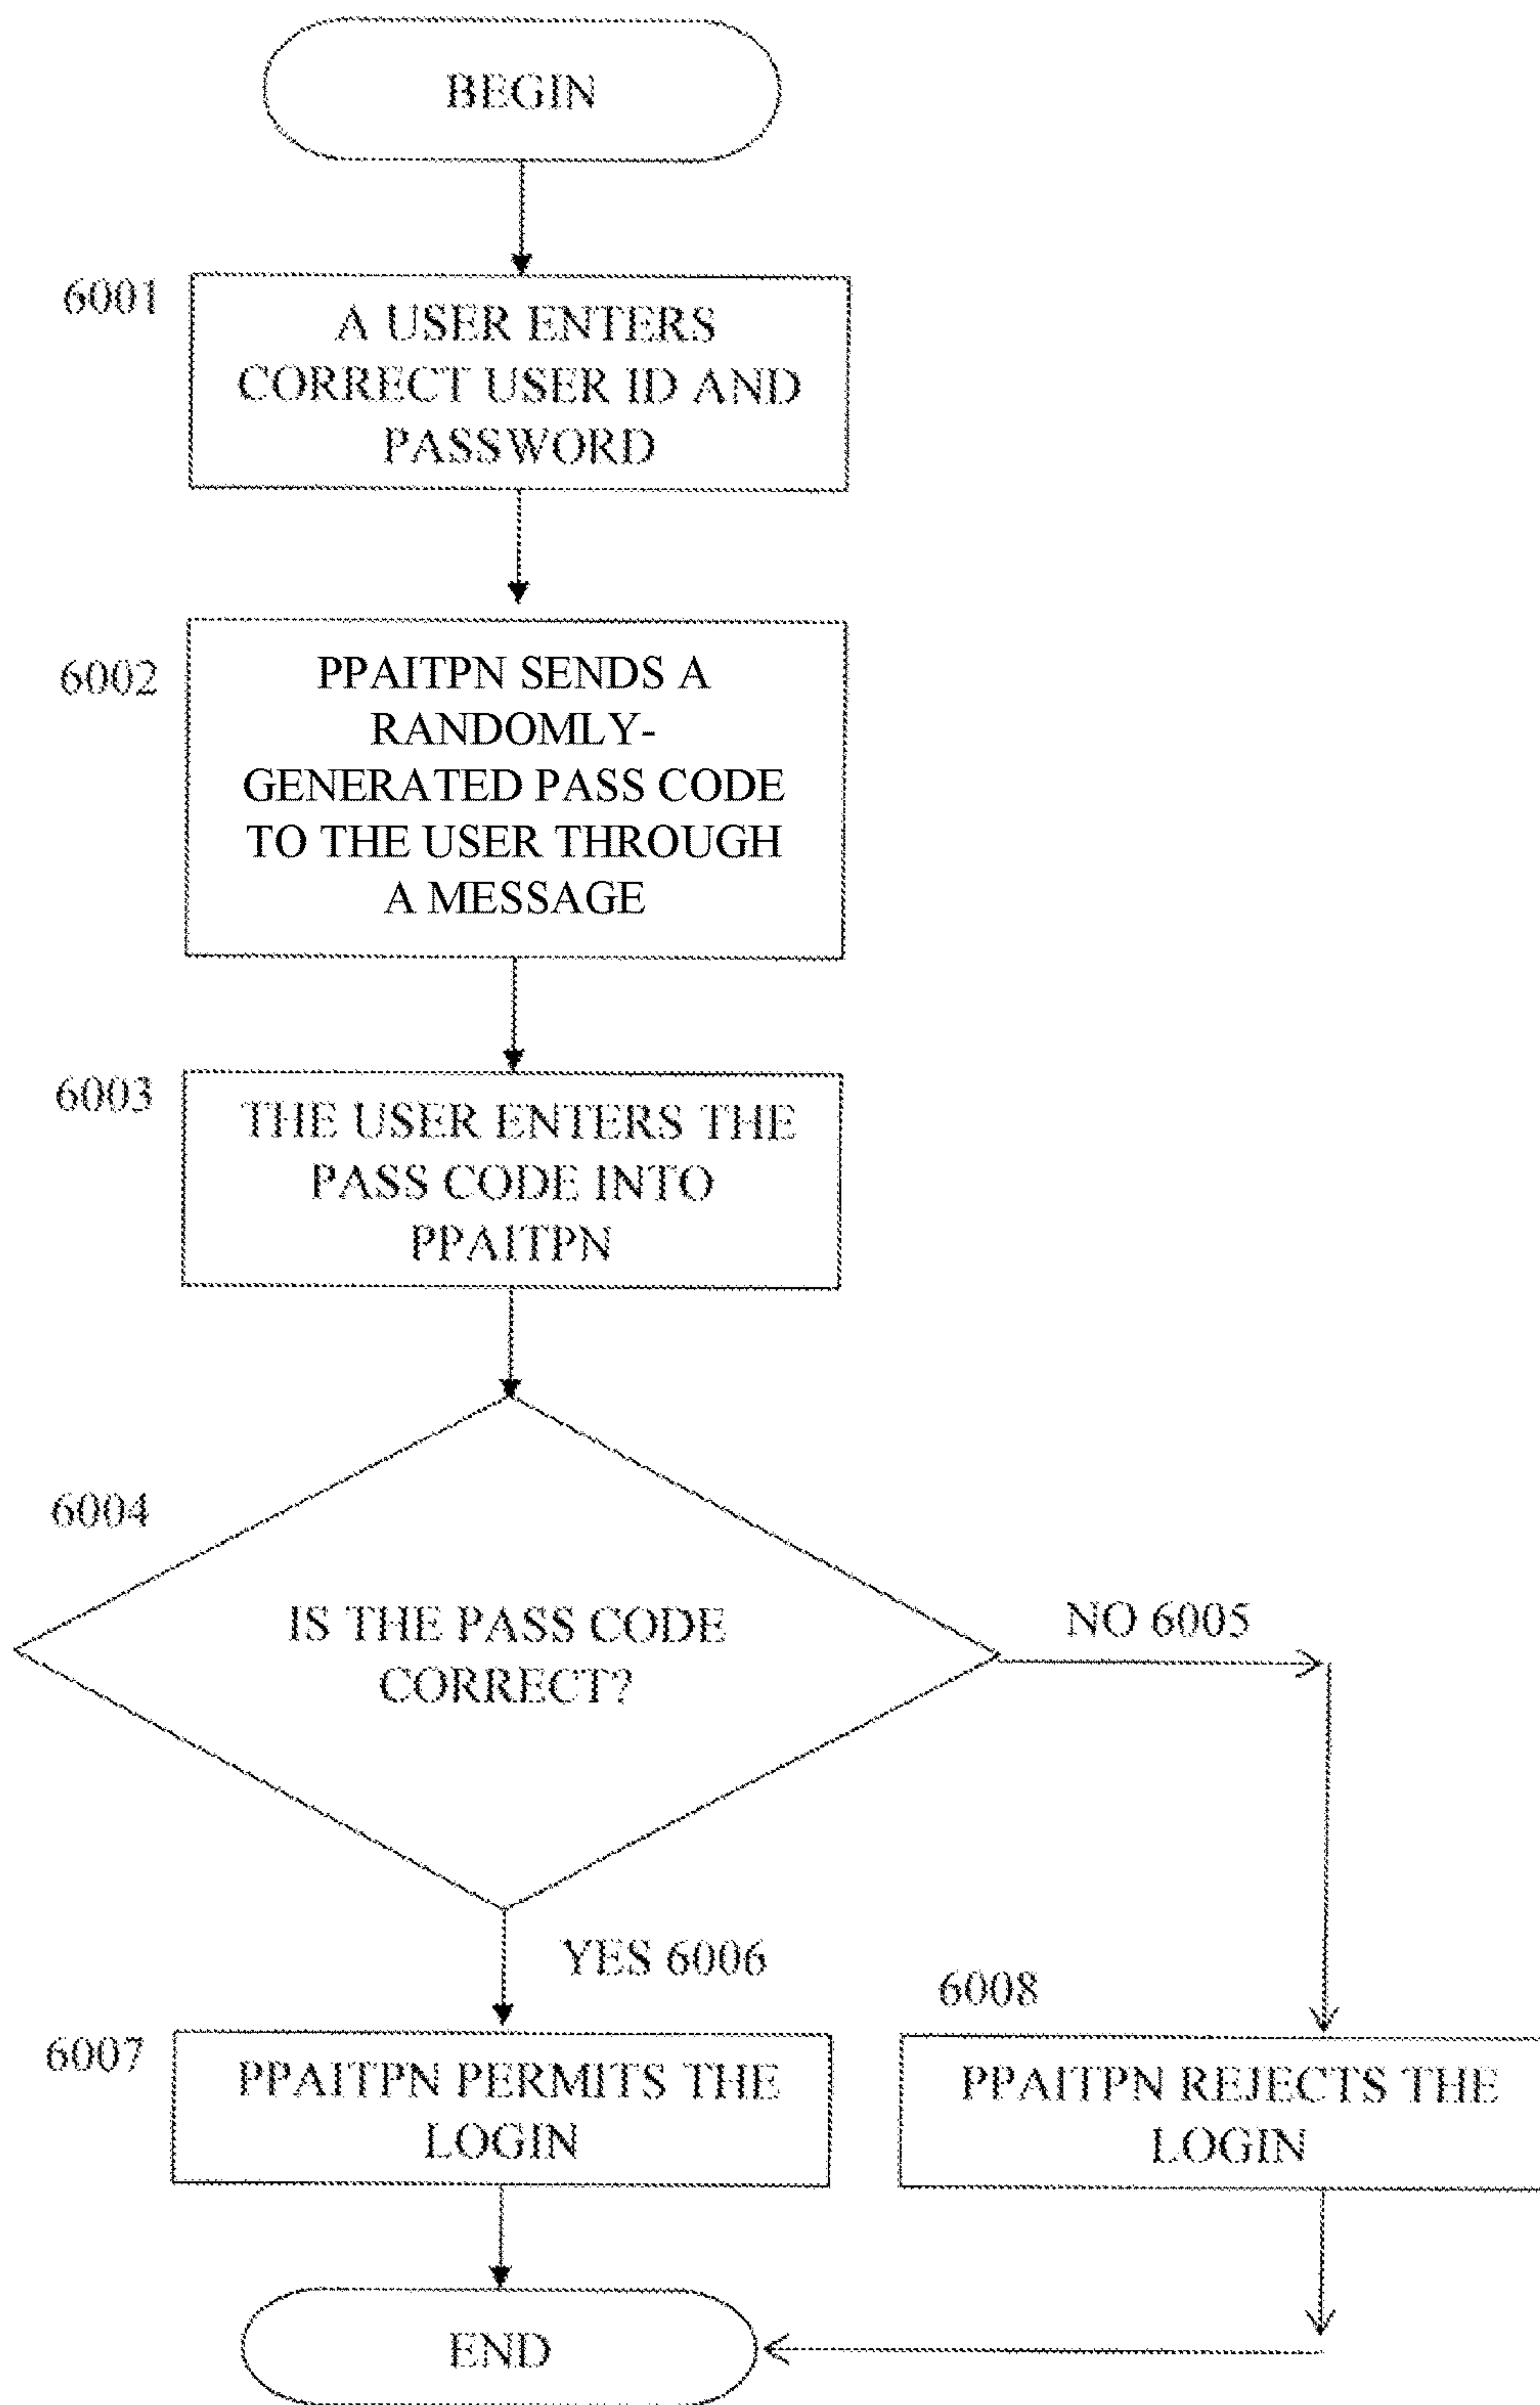 BEGIN
6001
A USER ENTERS
CORRECT USER ID AND
PASSWORD
6002
PPAITPN SENDS A
RANDOMLY-
GENERATED PASS CODE
TO THE USER THROUGH
A MESSAGE
6003
THE USER ENTERS THE
PASS CODE INTO
PPAITPN
6004
IS THE PASS CODE
CORRECT?
NO 6005
YES 6006
6007
PPAITPN PERMITS THE
LOGIN
6008
PPAITPN REJECTS THE
LOGIN
END